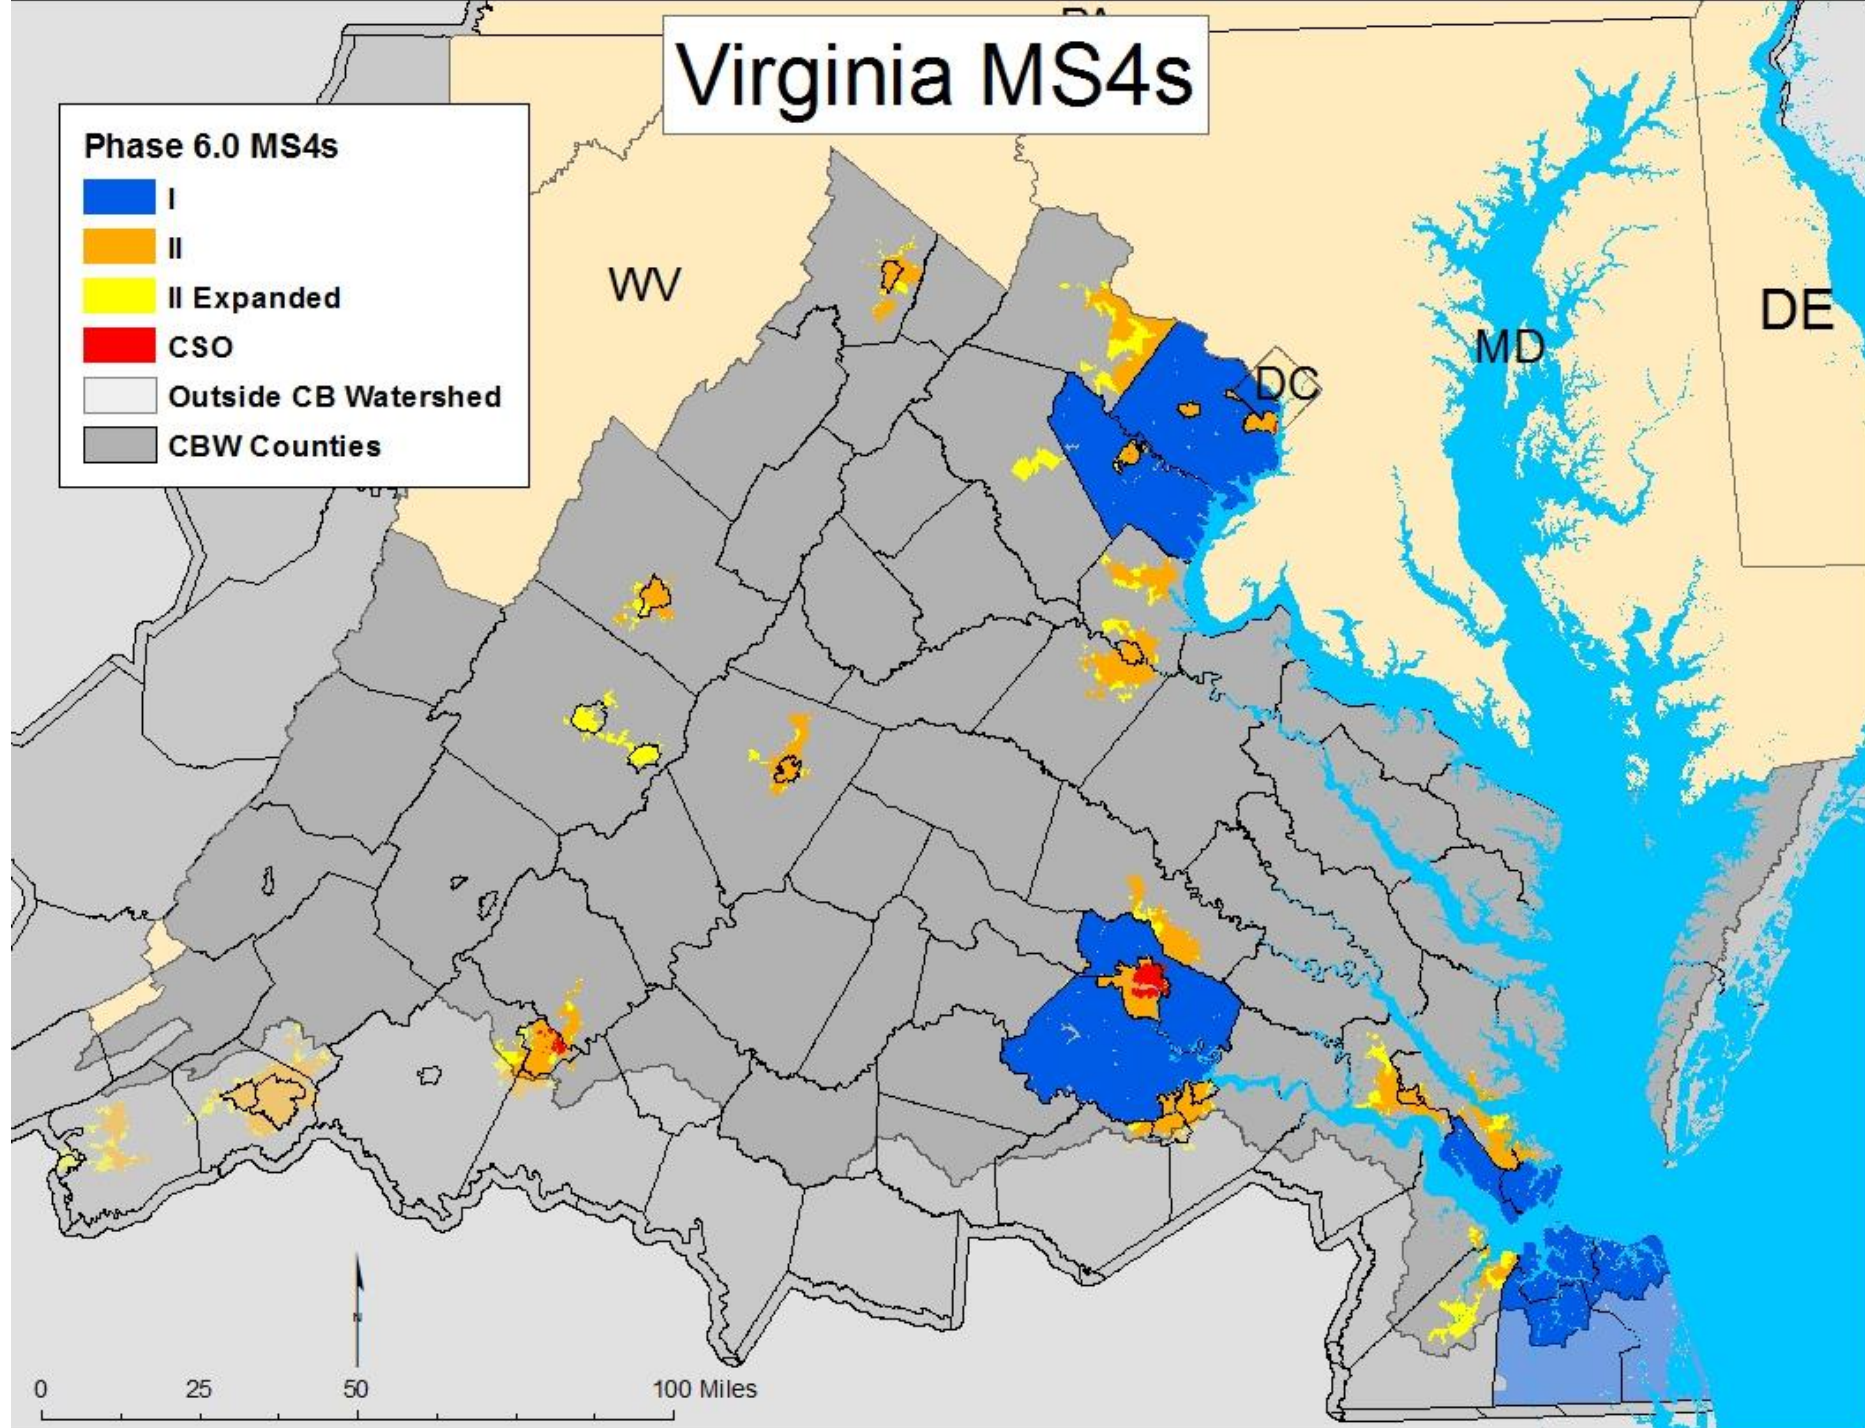 Virginia MS4s
Phase 6.0 MS4s
I
II
II Expanded
CSO
Outside CB Watershed
CBW Counties
WV
DC
MD
DE
N
0 25 50 100 Miles